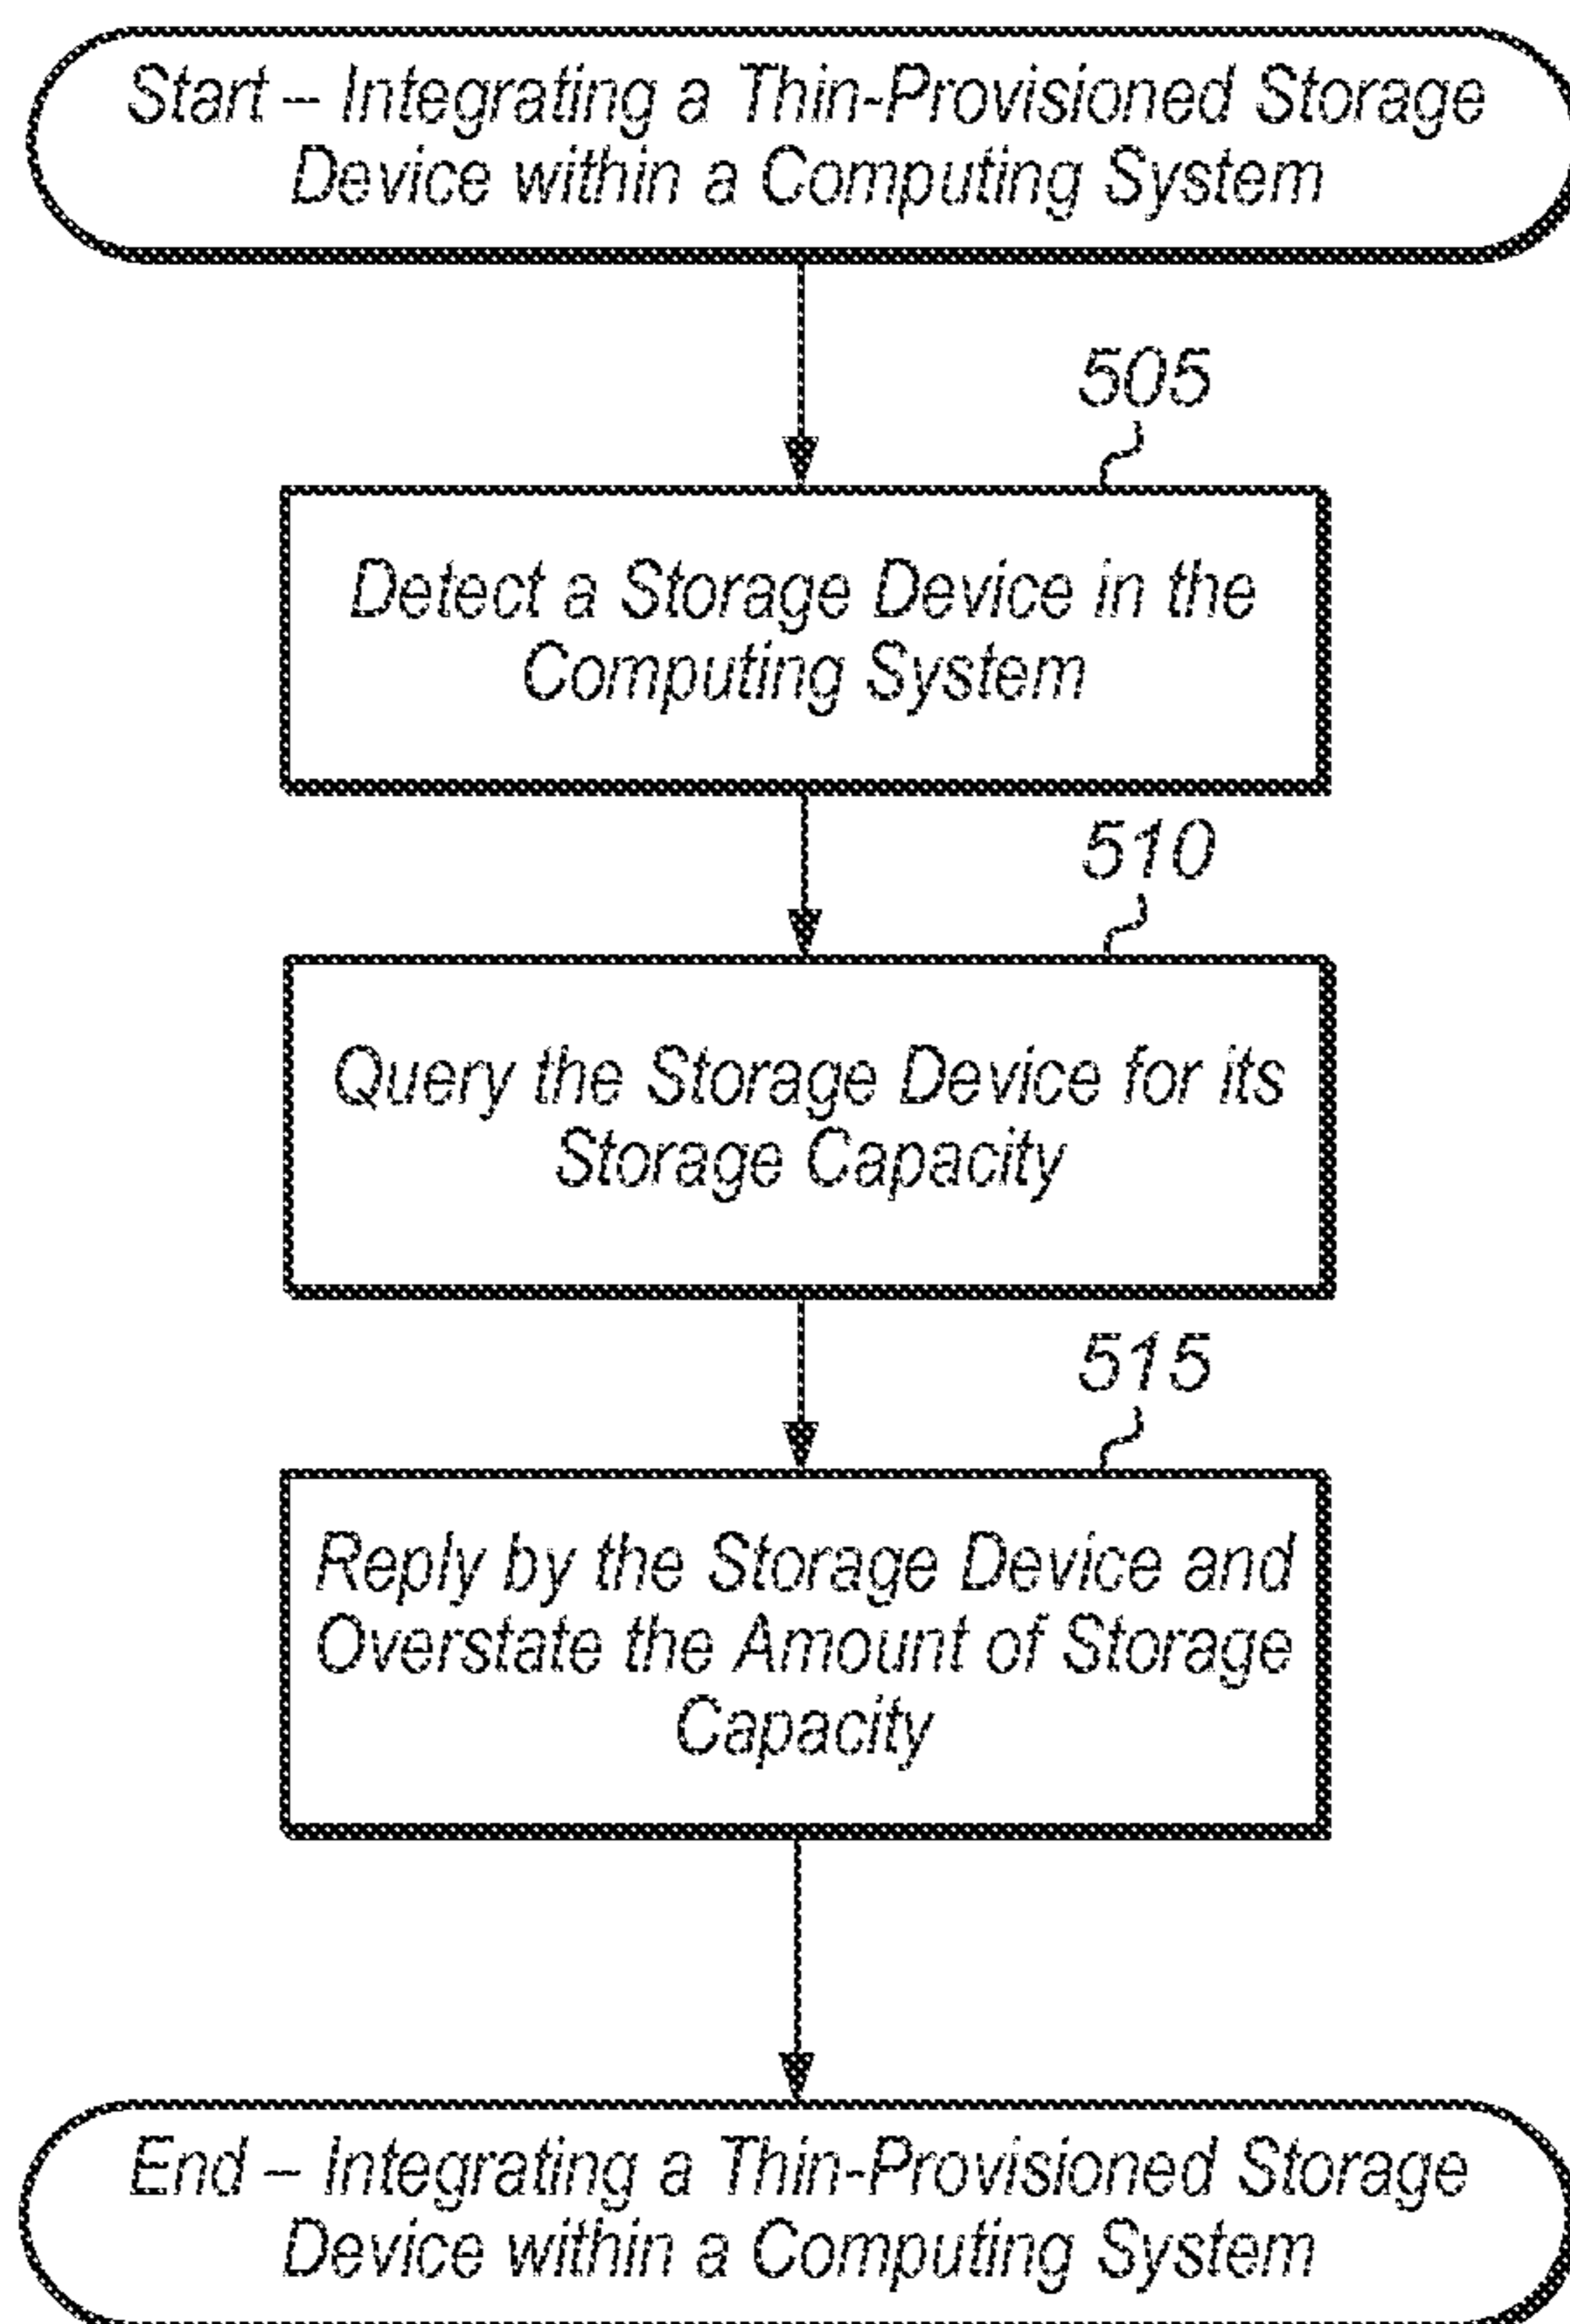 Start – Integrating a Thin-Provisioned Storage
Device within a Computing System
505
Detect a Storage Device in the
Computing System
510
Query the Storage Device for its
Storage Capacity
515
Reply by the Storage Device and
Overstate the Amount of Storage
Capacity
End – Integrating a Thin-Provisioned Storage
Device within a Computing System